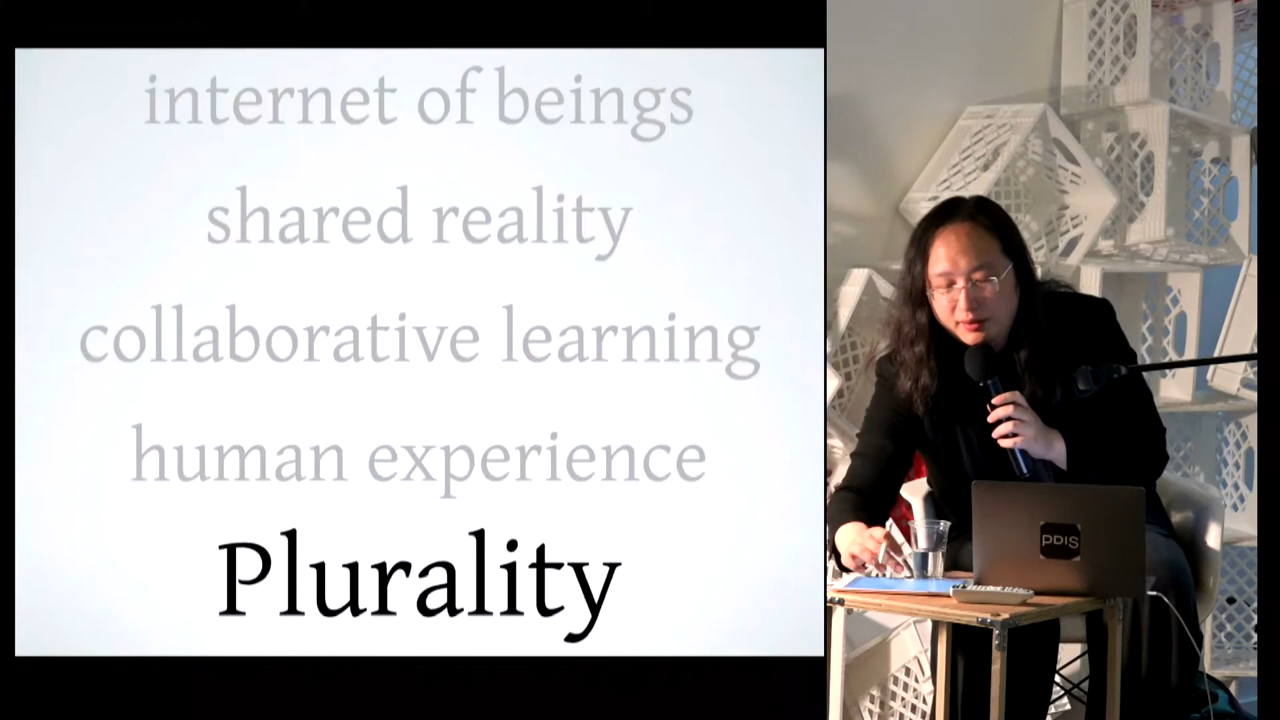 internet of beings
shared reality
collaborative learning
human experience
Plurality
PDIS